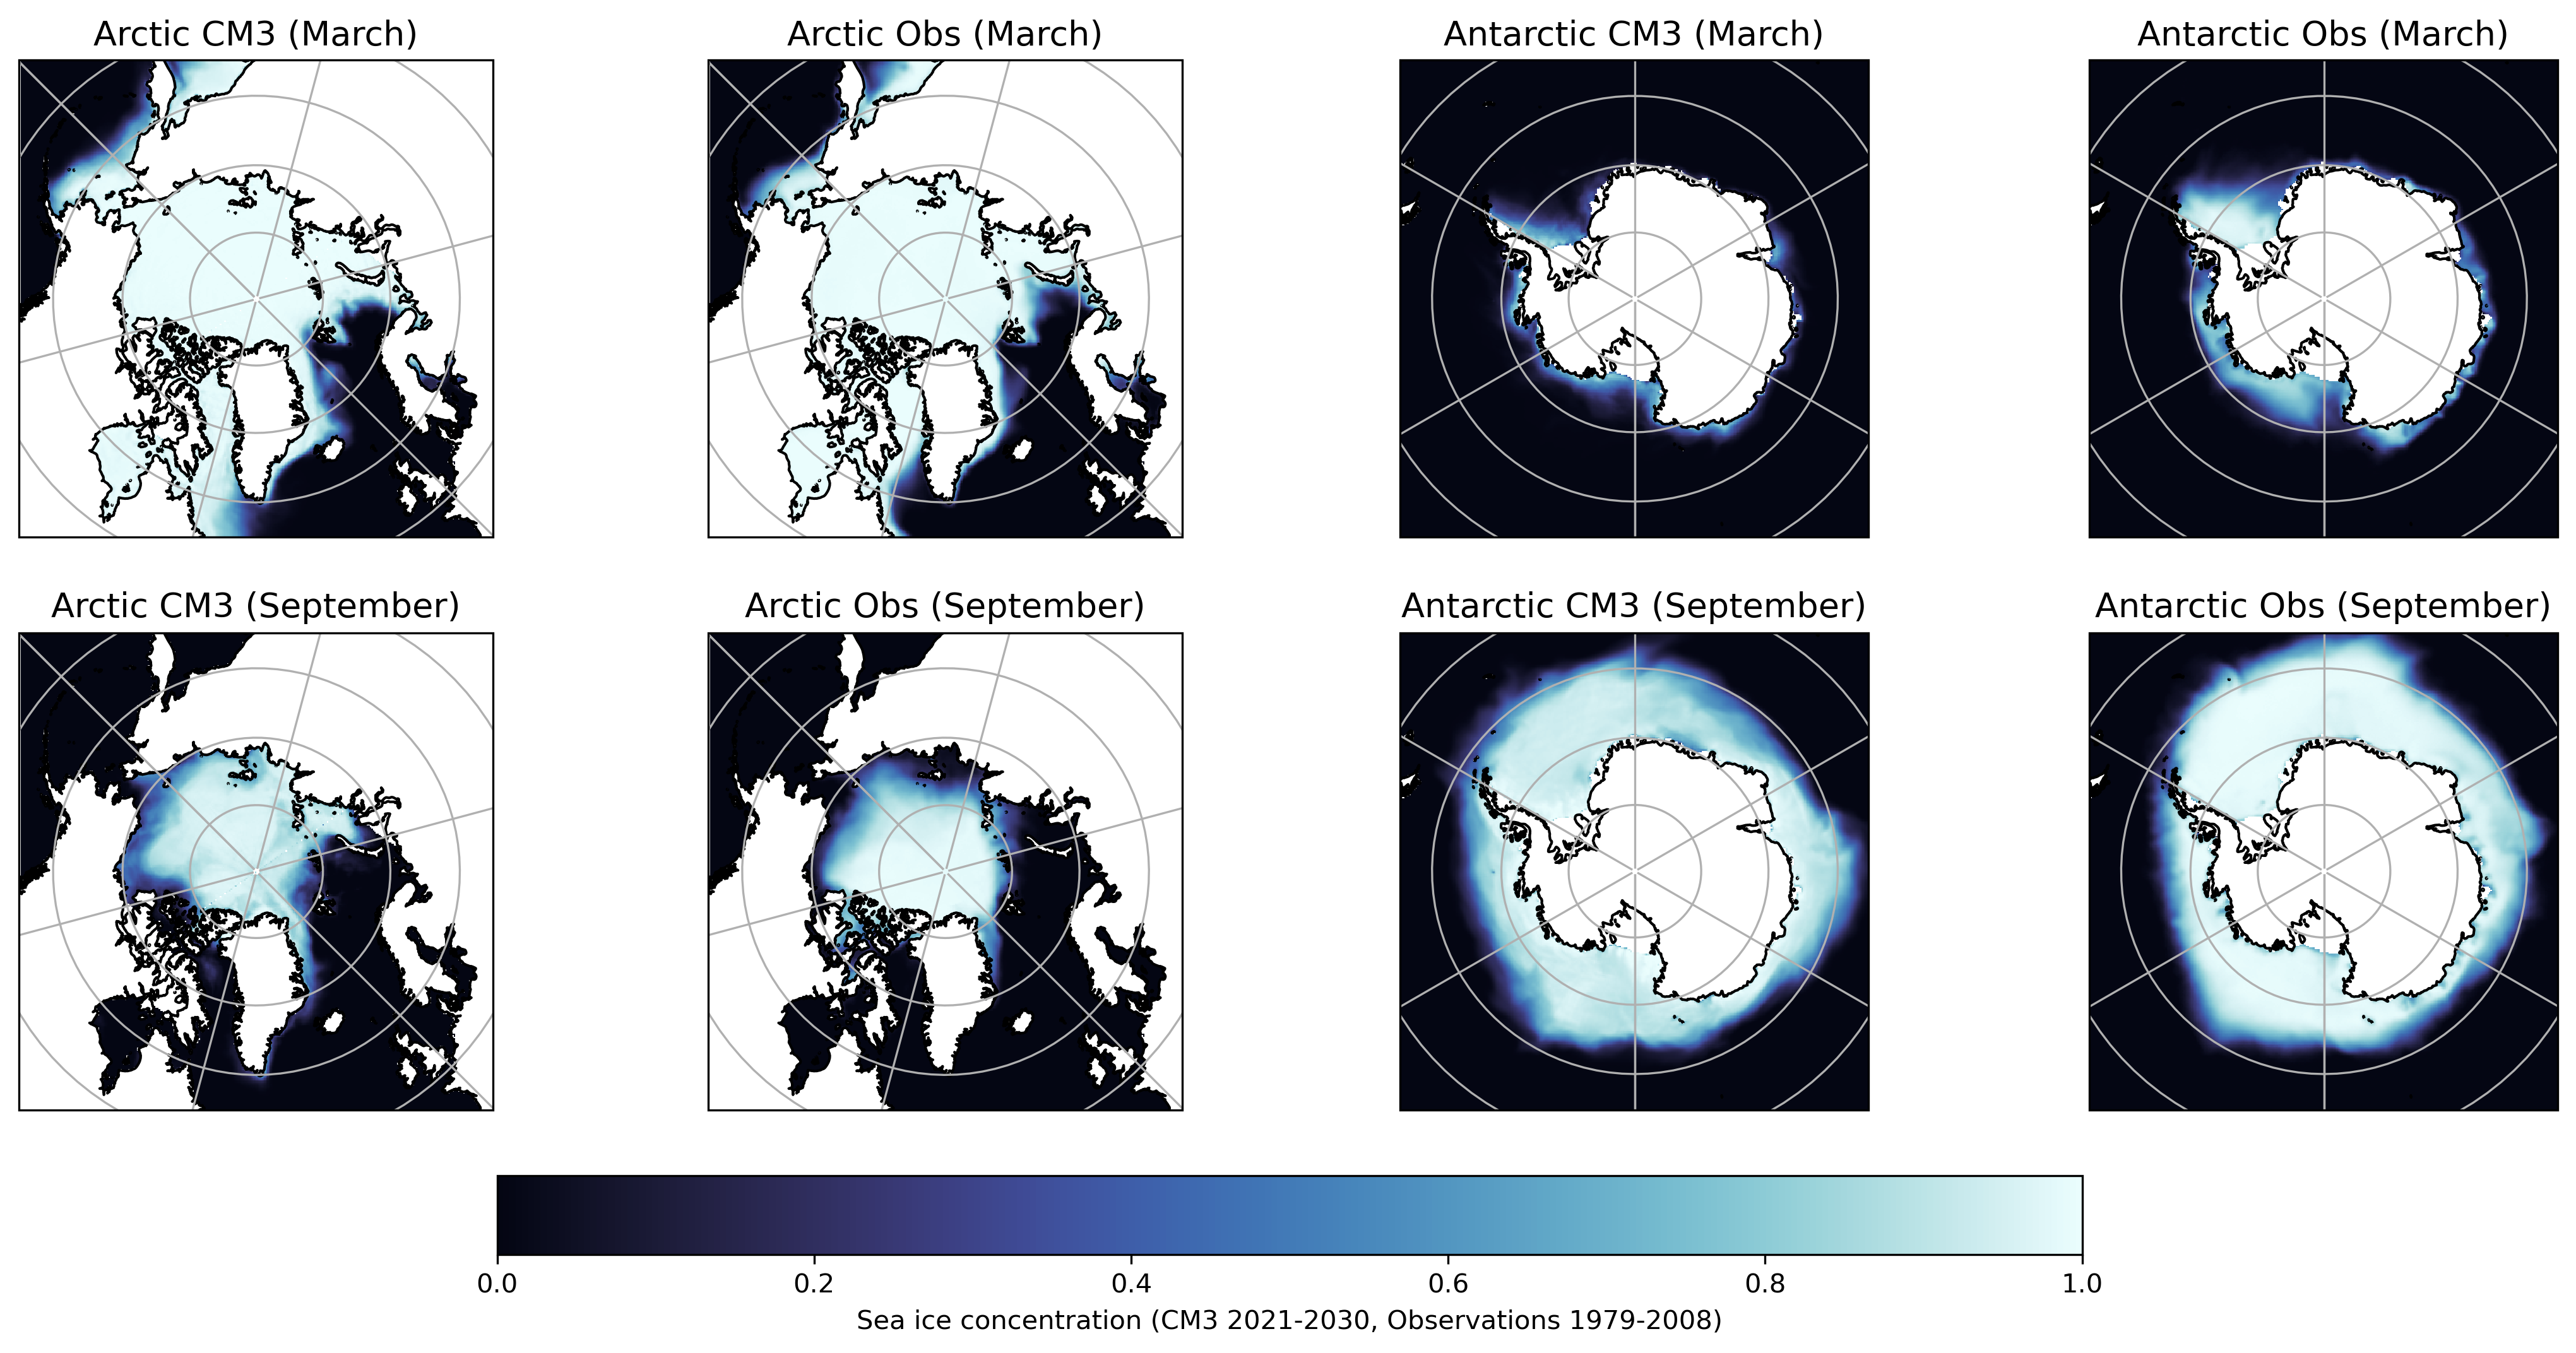 Arctic CM3 (March)
Arctic Obs (March)
Antarctic CM3 (March)
Antarctic Obs (March)
Arctic CM3 (September)
Arctic Obs (September)
Antarctic CM3 (September)
Antarctic Obs (September)
0.0
0.2
0.4
0.6
0.8
1.0
Sea ice concentration (CM3 2021-2030, Observations 1979-2008)